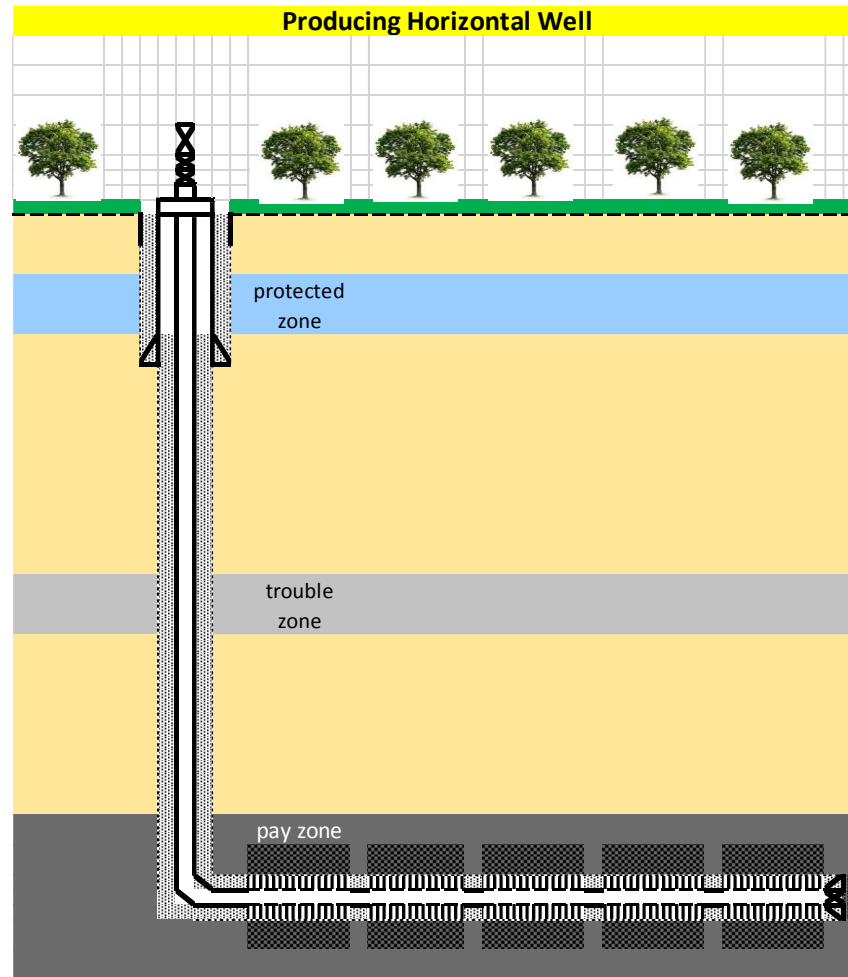 Producing Horizontal Well
protected
zone
trouble
zone
pay zone